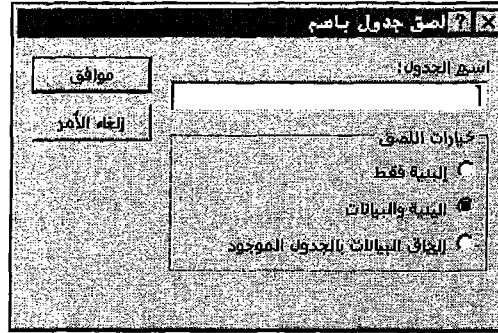 لصق جدول باسم
اسم الجدول:
موافق
إلغاء الأمر
خيارات اللصق
البنية فقط
البنية والبيانات
إلحاق البيانات بالجدول الموجود